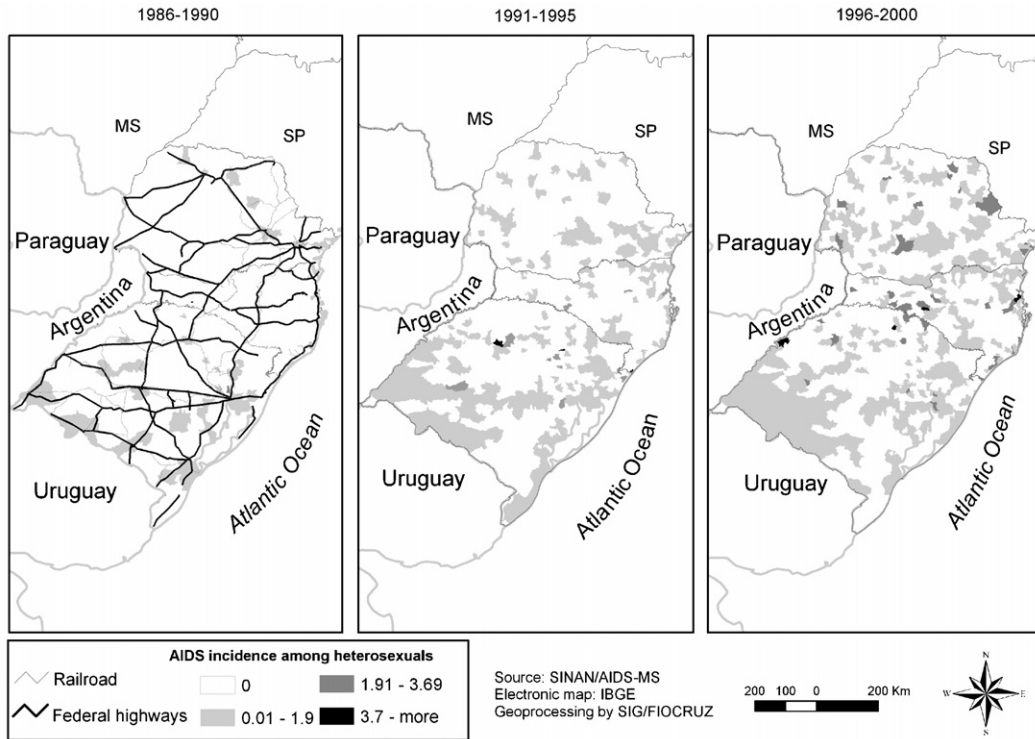 1986-1990
1991-1995
1996-2000
MS
SP
Paraguay
Argentina
Uruguay
Atlantic Ocean
MS
SP
Paraguay
Argentina
Uruguay
Atlantic Ocean
MS
SP
Paraguay
Argentina
Uruguay
Atlantic Ocean
AIDS incidence among heterosexuals
Railroad
Federal highways
0
0.01 - 1.9
1.91 - 3.69
3.7 - more
Source: SINAN/AIDS-MS
Electronic map: IBGE
Geoprocessing by SIG/FIOCRUZ
200 100 0 200 Km
N
W E
S